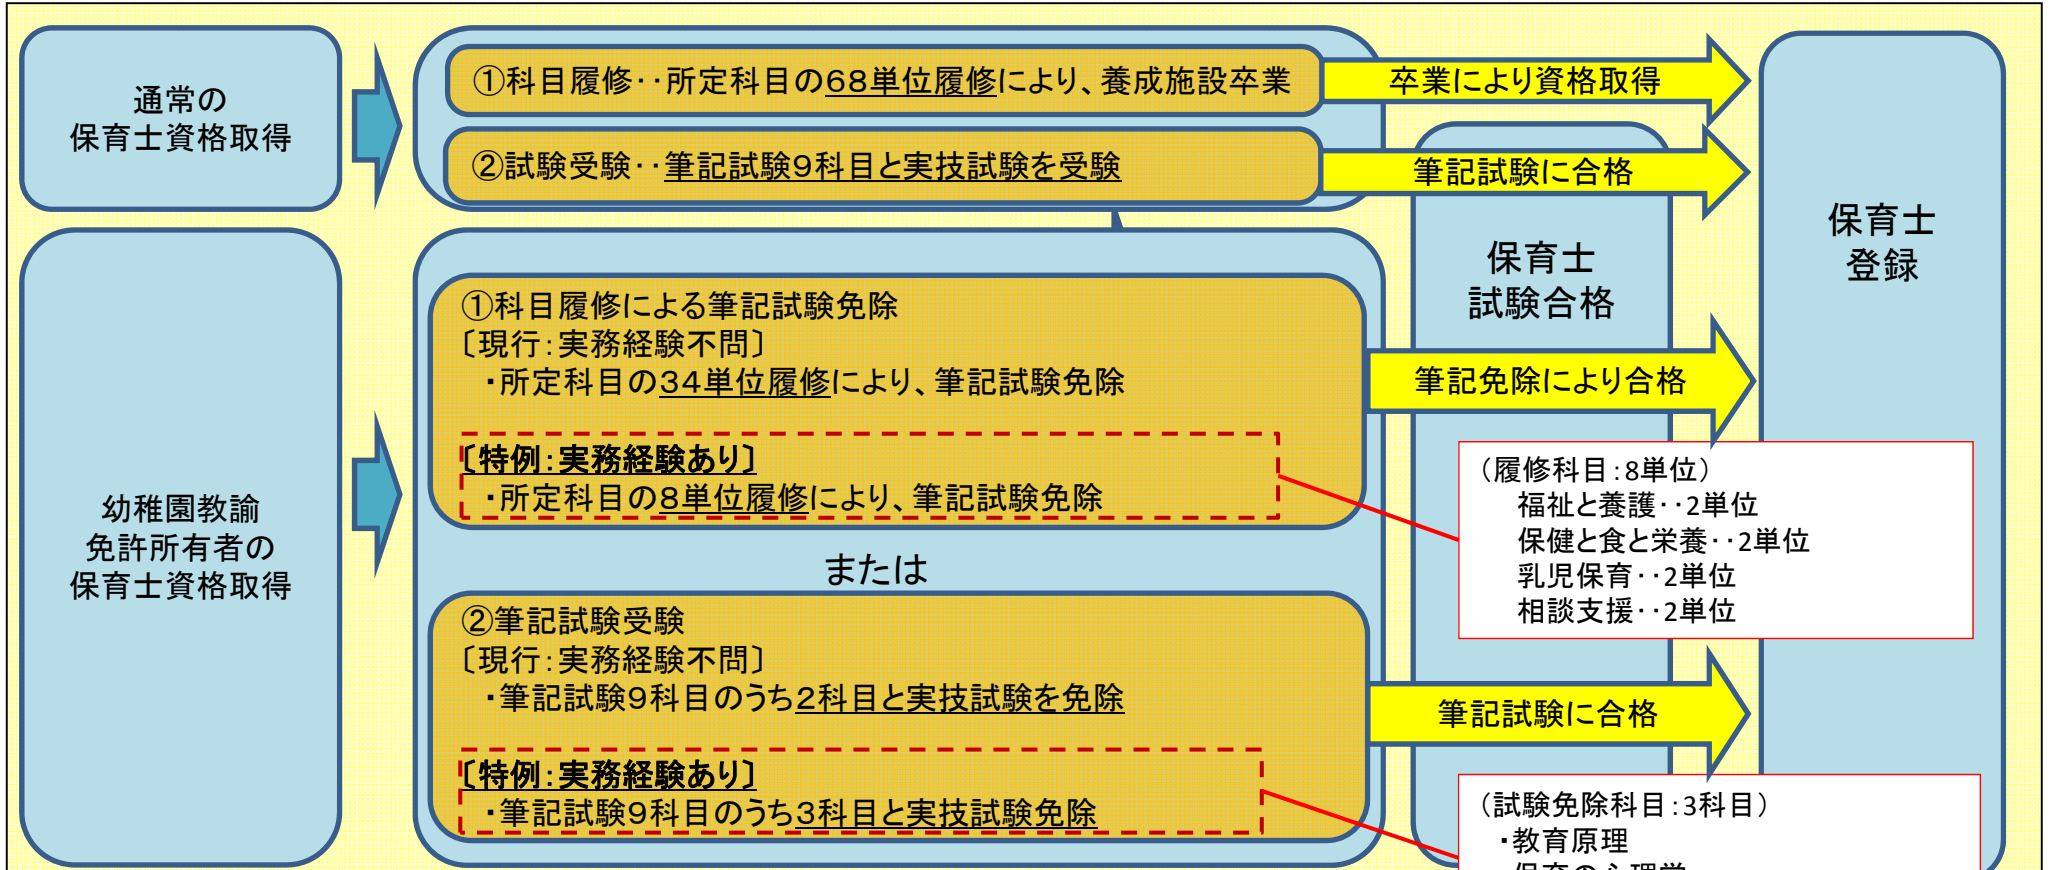 通常の
保育士資格取得
①科目履修‥所定科目の68単位履修により、養成施設卒業
卒業により資格取得
②試験受験‥筆記試験9科目と実技試験を受験
筆記試験に合格
保育士
登録
保育士
試験合格
幼稚園教諭
免許所有者の
保育士資格取得
①科目履修による筆記試験免除
〔現行：実務経験不問〕
・所定科目の34単位履修により、筆記試験免除
〔特例：実務経験あり〕
・所定科目の8単位履修により、筆記試験免除
筆記免除により合格
（履修科目：8単位）
福祉と養護‥2単位
保健と食と栄養‥2単位
乳児保育‥2単位
相談支援‥2単位
または
②筆記試験受験
〔現行：実務経験不問〕
・筆記試験9科目のうち2科目と実技試験を免除
〔特例：実務経験あり〕
・筆記試験9科目のうち3科目と実技試験免除
筆記試験に合格
（試験免除科目：3科目）
・教育原理